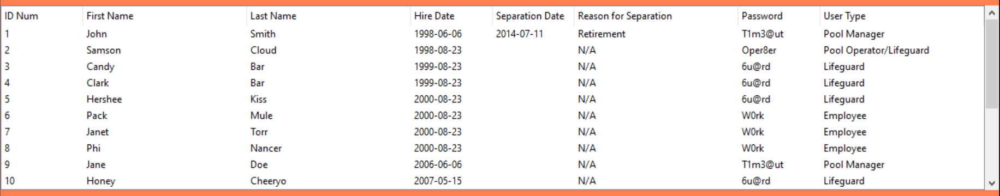 ID Num First Name Last Name Hire Date Separation Date Reason for Separation Password User Type
1 John Smith 1998-06-06 2014-07-11 Retirement T1m3@ut Pool Manager
2 Samson Cloud 1998-08-23 N/A Oper8er Pool Operator/Lifeguard
3 Candy Bar 1999-08-23 N/A 6u@rd Lifeguard
4 Clark Bar 1999-08-23 N/A 6u@rd Lifeguard
5 Hershee Kiss 2000-08-23 N/A 6u@rd Lifeguard
6 Pack Mule 2000-08-23 N/A W0rk Employee
7 Janet Torr 2000-08-23 N/A W0rk Employee
8 Phi Nancer 2000-08-23 N/A W0rk Employee
9 Jane Doe 2006-06-06 N/A T1m3@ut Pool Manager
10 Honey Cheeryo 2007-05-15 N/A 6u@rd Lifeguard